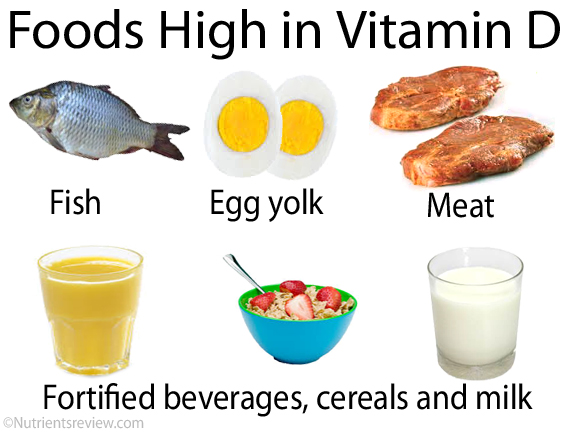 Foods High in Vitamin D
Fish
Egg yolk
Meat
Fortified beverages, cereals and milk
©Nutrientsreview.com